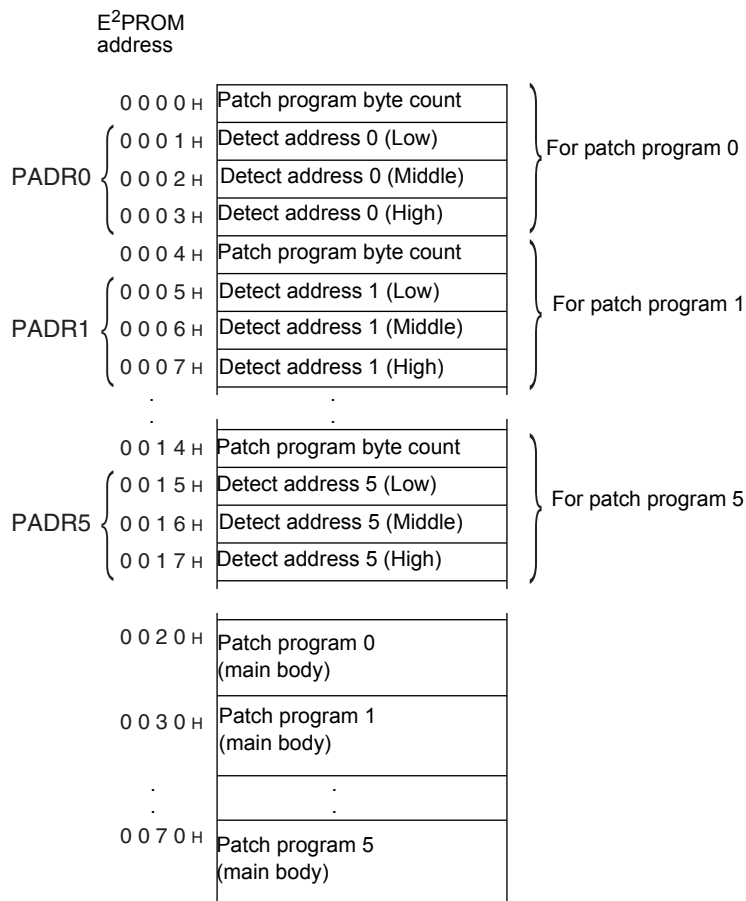 E2PROM
address
0000H Patch program byte count
0001H Detect address 0 (Low)
For patch program 0
PADR0 0002H Detect address 0 (Middle)
0003H Detect address 0 (High)
0004H Patch program byte count
0005H Detect address 1 (Low)
For patch program 1
PADR1 0006H Detect address 1 (Middle)
0007H Detect address 1 (High)
. .
. .
0014H Patch program byte count
0015H Detect address 5 (Low)
For patch program 5
PADR5 0016H Detect address 5 (Middle)
0017H Detect address 5 (High)
0020H Patch program 0
(main body)
0030H Patch program 1
(main body)
. .
. .
0070H Patch program 5
(main body)